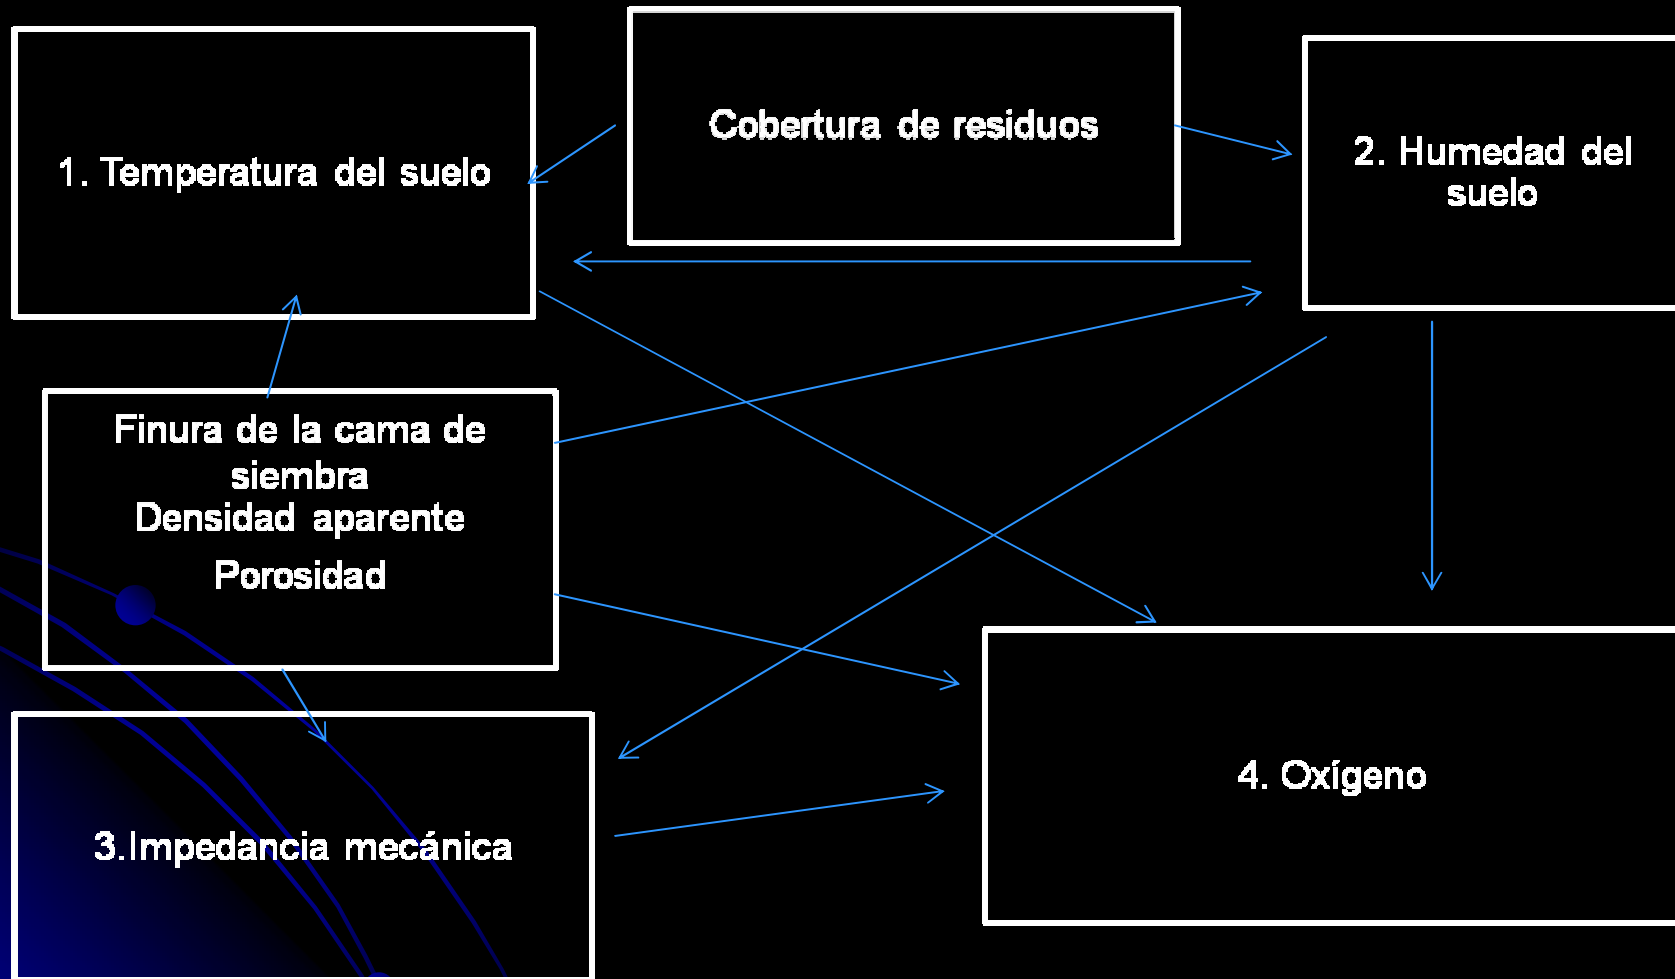 Cobertura de residuos
1. Temperatura del suelo
2. Humedad del
suelo
Finura de la cama de
siembra
Densidad aparente
Porosidad
3.Impedancia mecánica
4. Oxígeno